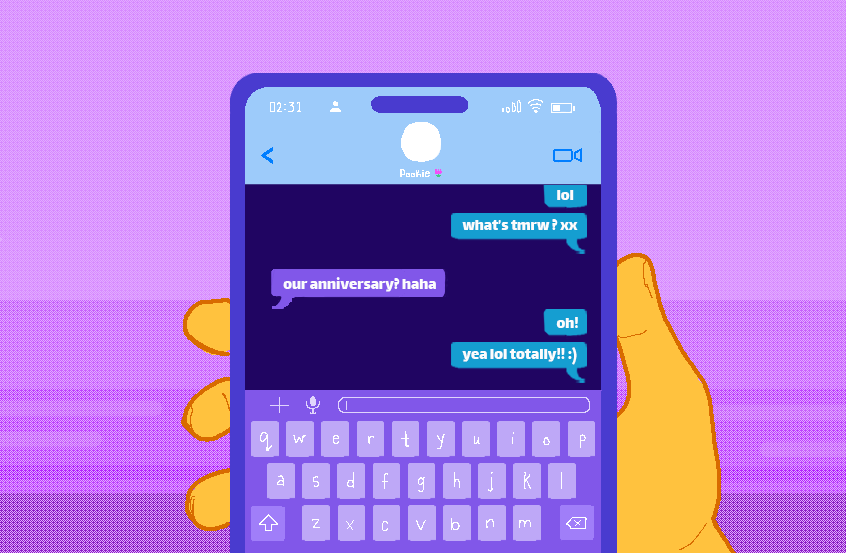 02:31
<
Pookie 🌷
lol
what's tmrw ? xx
our anniversary? haha
oh!
yea lol totally!! :)
q w e r t y u i o p
a s d f g h j k l
z x c v b n m